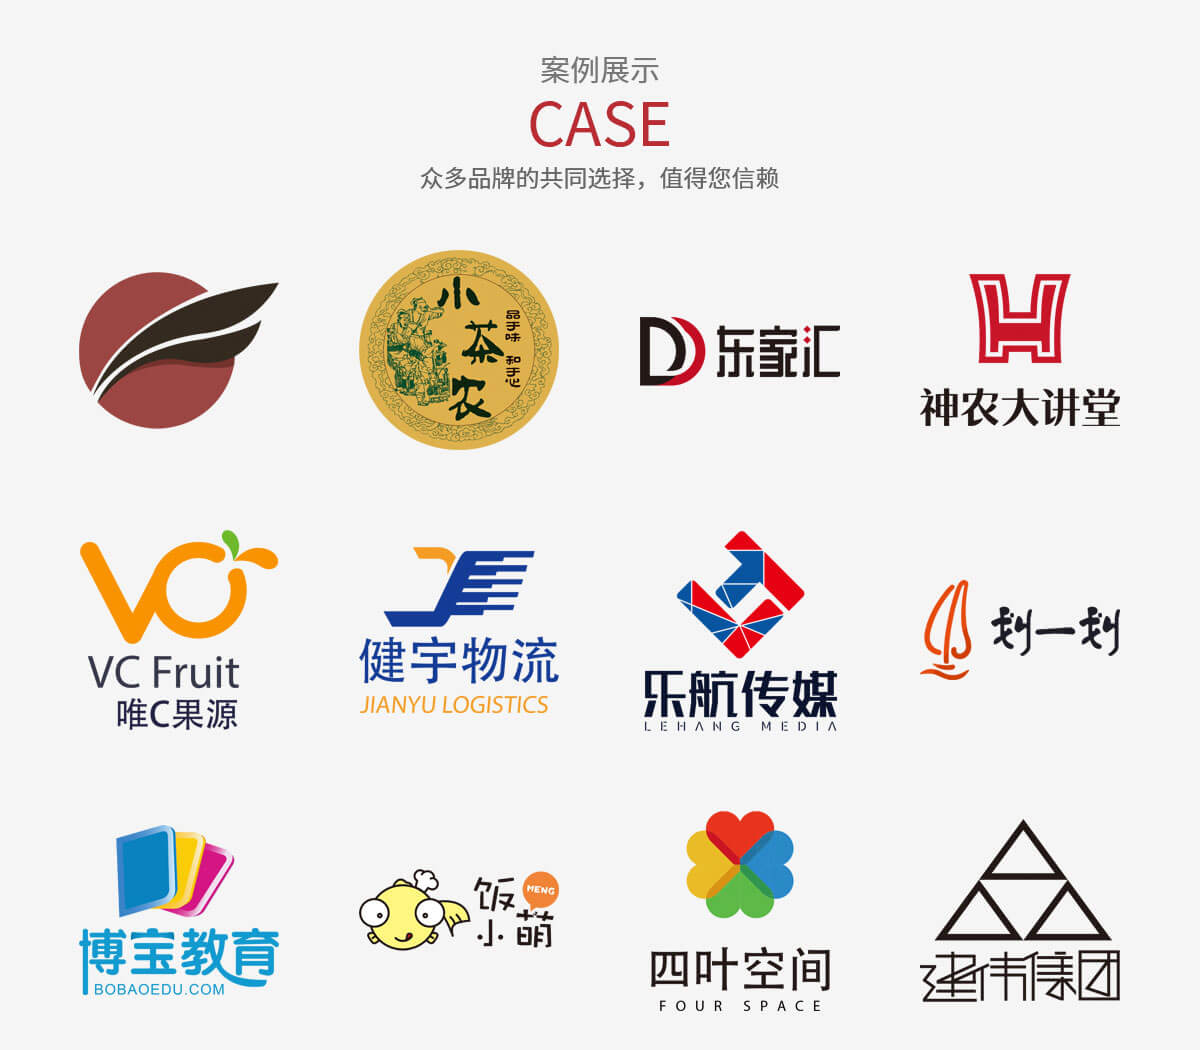 案例展示
CASE
众多品牌的共同选择，值得您信赖
小茶农
品于味 和于心
东家汇
神农大讲堂
VC Fruit
唯C果源
健宇物流
JIANYU LOGISTICS
乐航传媒
LEHANG MEDIA
划一划
博宝教育
BOBAOEDU.COM
饭小萌
MENG
四叶空间
FOUR SPACE
建伟集团